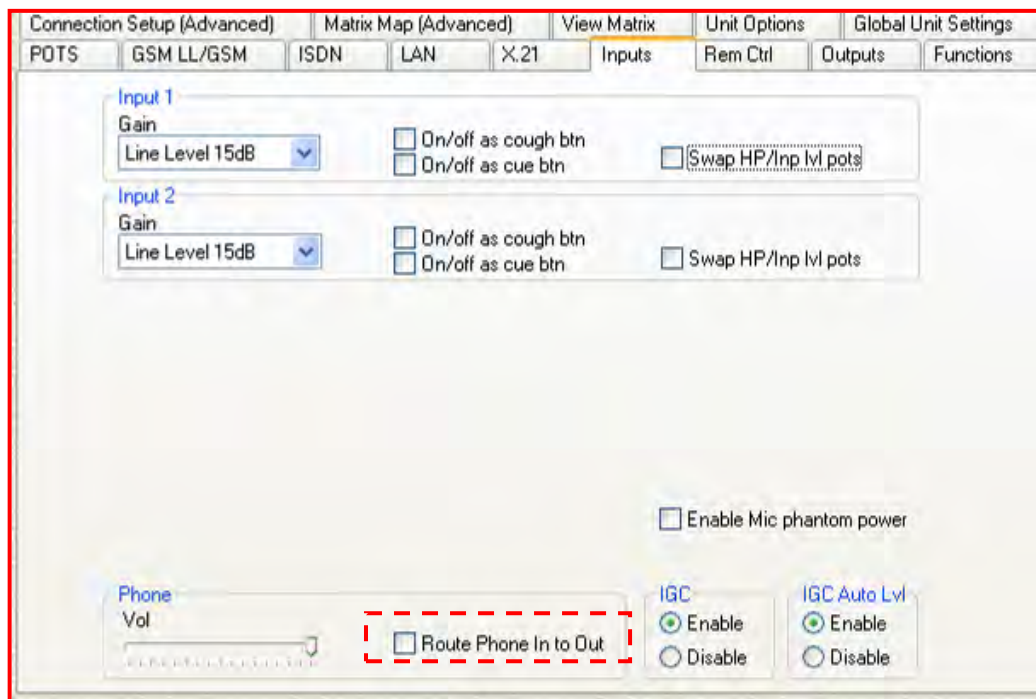 Connection Setup (Advanced) Matrix Map (Advanced) View Matrix Unit Options Global Unit Settings
POTS GSM LL/GSM ISDN LAN X.21 Inputs Rem Ctrl Outputs Functions
Input 1
Gain
Line Level 15dB
On/off as cough btn
On/off as cue btn
Swap HP/Inp lvl pots
Input 2
Gain
Line Level 15dB
On/off as cough btn
On/off as cue btn
Swap HP/Inp lvl pots
Enable Mic phantom power
Phone
Vol
Route Phone In to Out
IGC
Enable
Disable
IGC Auto Lvl
Enable
Disable